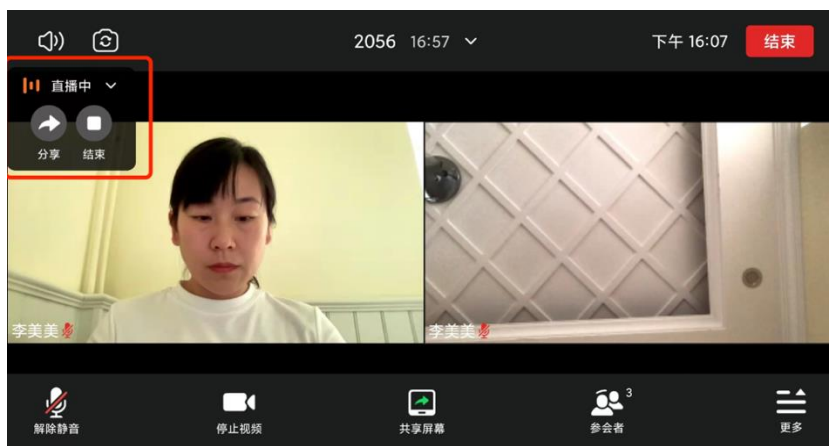 2056 16:57
下午 16:07
结束
直播中
分享
结束
李美美
李美美
解除静音
停止视频
共享屏幕
3
参会者
更多